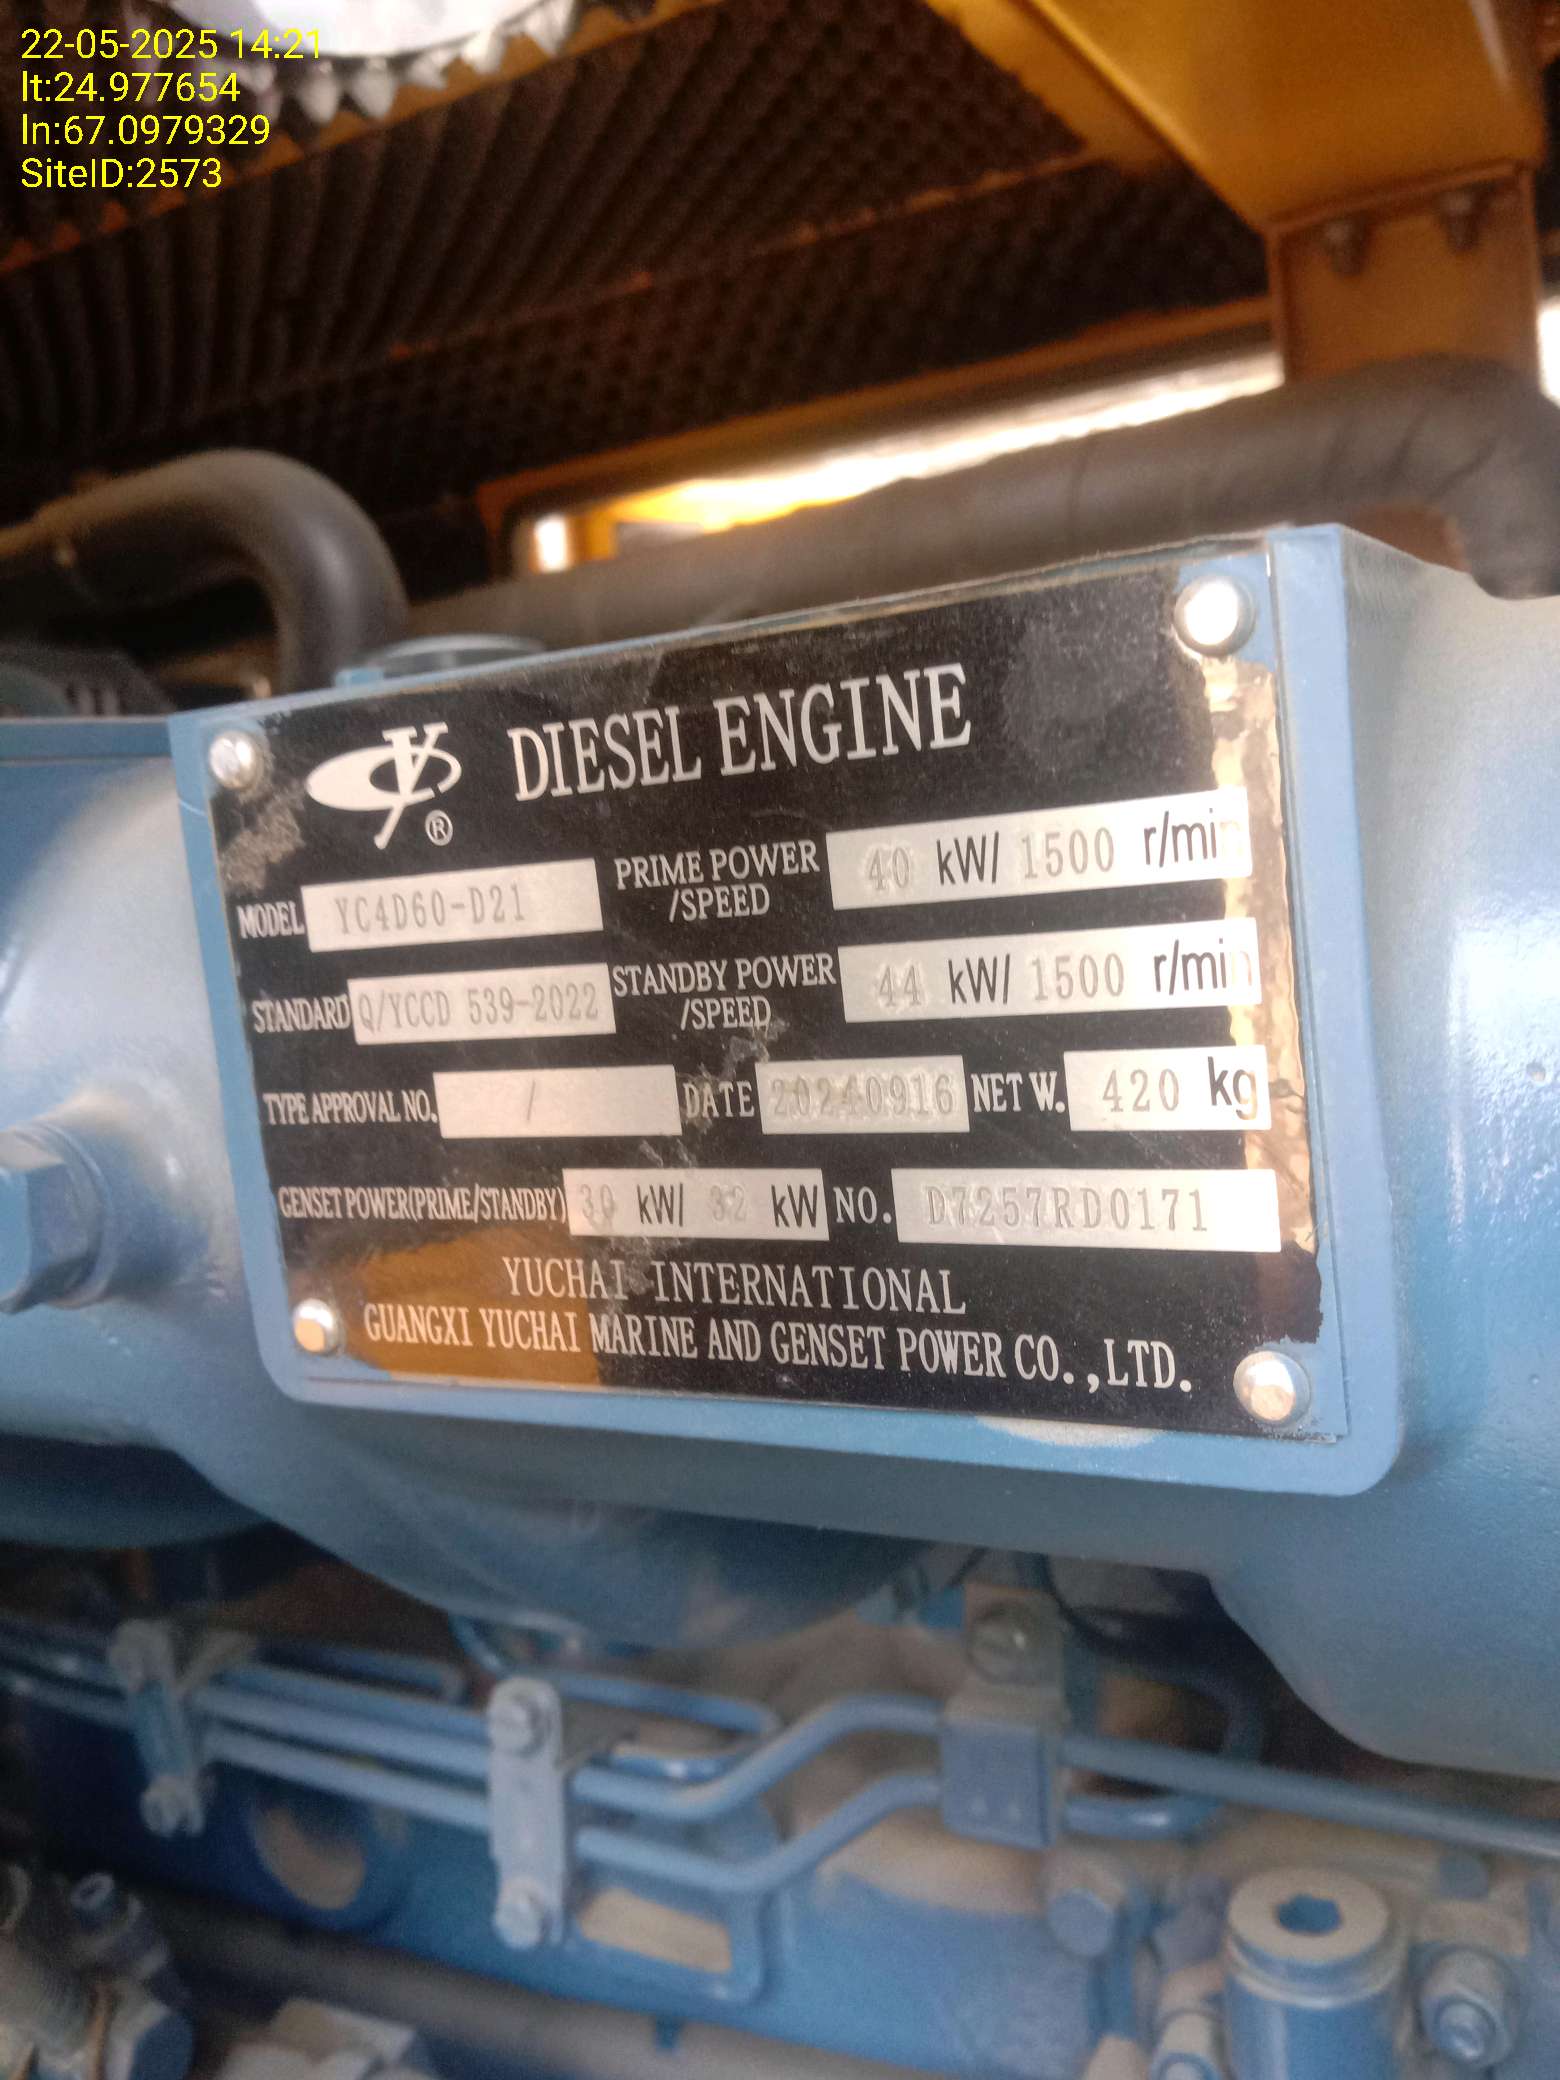 22-05-2025 14:21
lt:24.977654
ln:67.0979329
SiteID:2573
DIESEL ENGINE
®
MODEL YC4D60-D21 PRIME POWER /SPEED 40 kW/ 1500 r/min
STANDARD Q/YCCD 539-2022 STANDBY POWER /SPEED 44 kW/ 1500 r/min
TYPE APPROVAL NO. / DATE 20240916 NET W. 420 kg
GENSET POWER(PRIME/STANDBY) 30 kW/ 32 kW NO. D7257RD0171
YUCHAI INTERNATIONAL
GUANGXI YUCHAI MARINE AND GENSET POWER CO.,LTD.